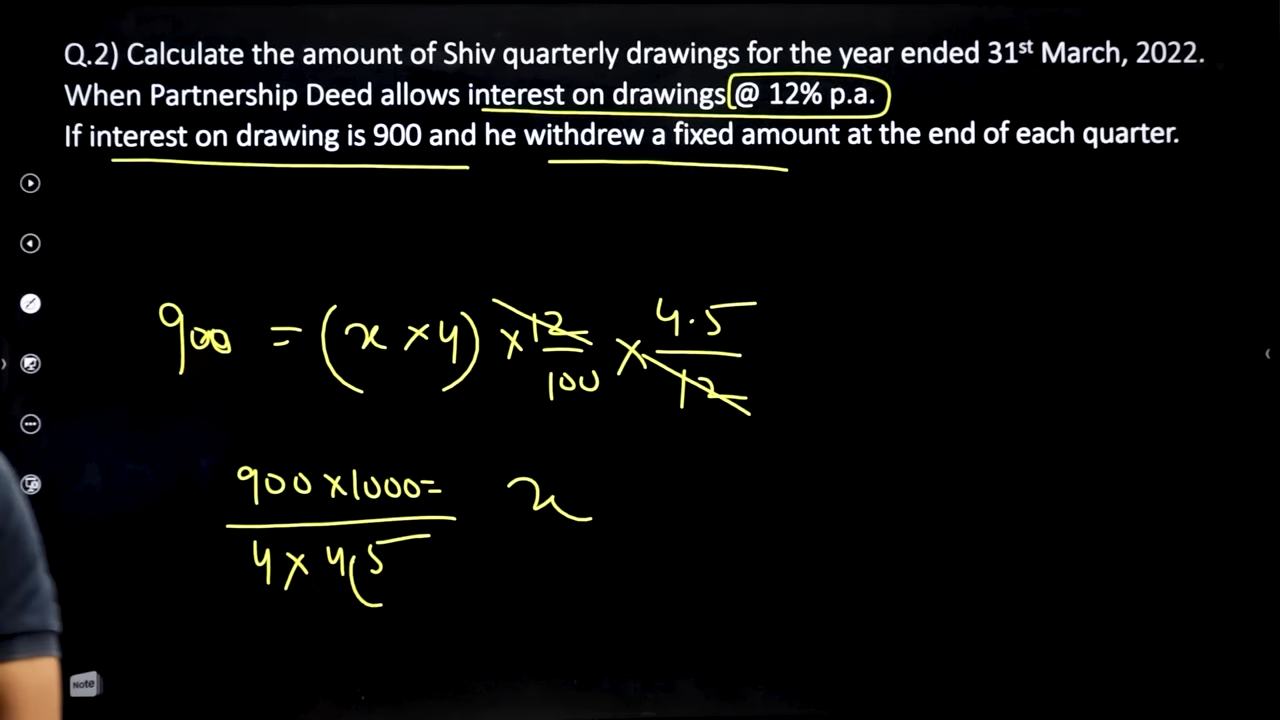 Q.2) Calculate the amount of Shiv quarterly drawings for the year ended 31st March, 2022.
When Partnership Deed allows interest on drawings @ 12% p.a.
If interest on drawing is 900 and he withdrew a fixed amount at the end of each quarter.
900 = (x × 4) × 12/100 × 4.5/12
900 × 1000 = x
4 × 45
Note